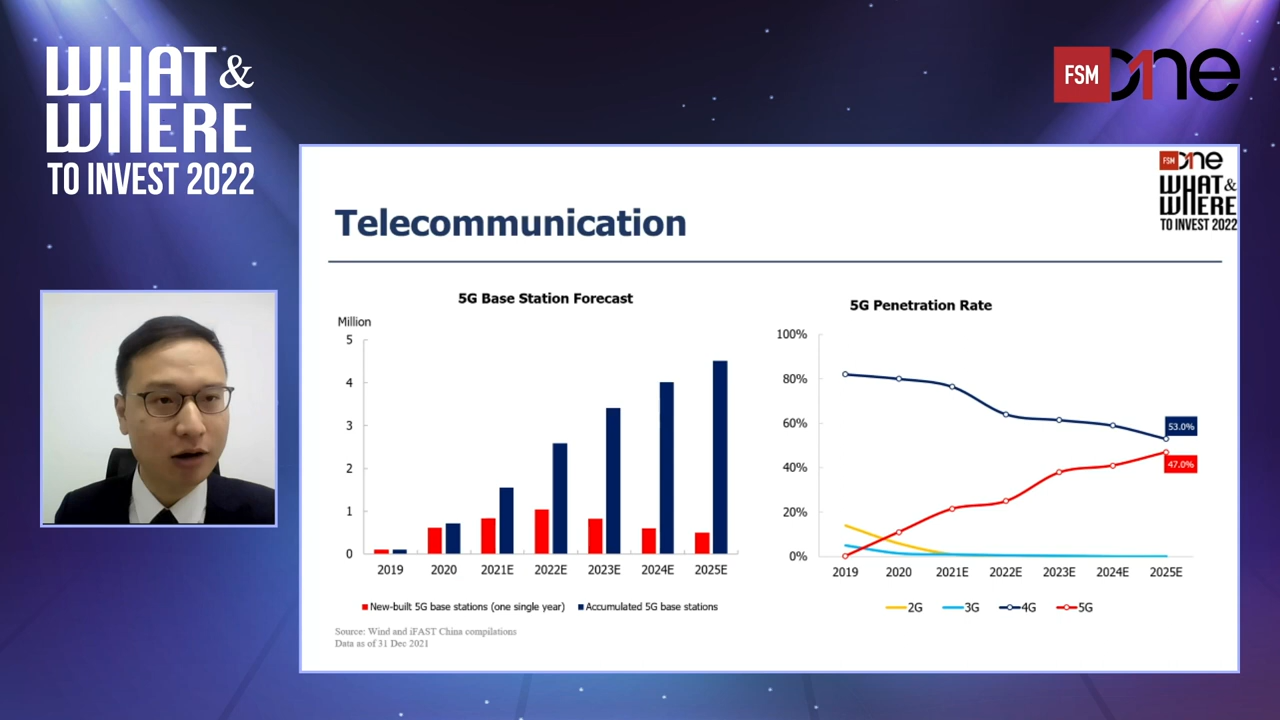 WHAT &
WHERE
TO INVEST 2022
FSM One
FSM One
WHAT &
WHERE
TO INVEST 2022
Telecommunication
5G Base Station Forecast
Million
5
4
3
2
1
0
2019 2020 2021E 2022E 2023E 2024E 2025E
New-built 5G base stations (one single year) Accumulated 5G base stations
Source: Wind and iFAST China compilations
Data as of 31 Dec 2021
5G Penetration Rate
100%
80%
60%
40%
20%
0%
53.0%
47.0%
2019 2020 2021E 2022E 2023E 2024E 2025E
2G 3G 4G 5G